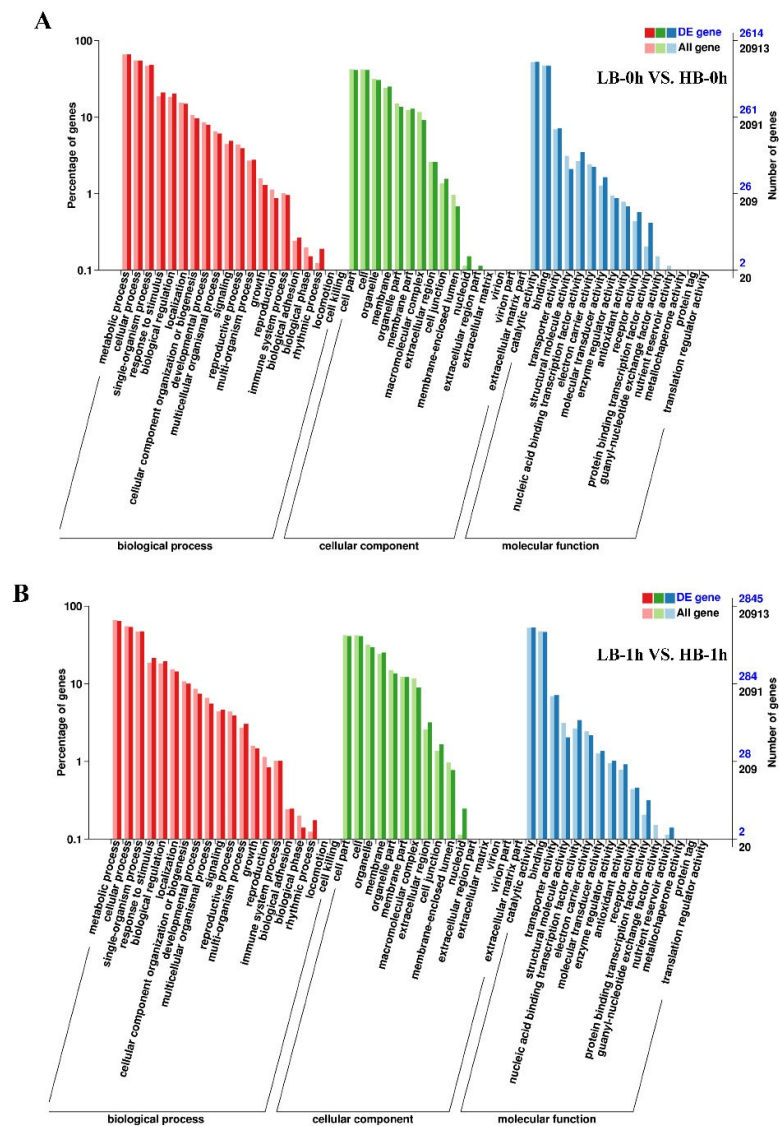 A
100
10
1
0.1
Percentage of genes
DE gene
All gene
LB-0h VS. HB-0h
2614
20913
261
2091
26
209
2
20
Number of genes
metabolic process
cellular process
single-organism process
response to stimulus
biological regulation
localization
cellular component organization or biogenesis
developmental process
multicellular organismal process
signaling
reproductive process
multi-organism process
growth
reproduction
immune system process
biological adhesion
biological phase
rhythmic process
locomotion
cell killing
cell part
cell
organelle
membrane
organelle part
membrane part
macromolecular complex
extracellular region
cell junction
membrane-enclosed lumen
nucleoid
extracellular region part
extracellular matrix
virion
virion part
extracellular matrix part
catalytic activity
binding
transporter activity
structural molecule activity
nucleic acid binding transcription factor activity
electron carrier activity
molecular transducer activity
enzyme regulator activity
antioxidant activity
receptor activity
protein binding transcription factor activity
guanyl-nucleotide exchange factor activity
nutrient reservoir activity
metallochaperone activity
protein tag
translation regulator activity
biological process
cellular component
molecular function
B
100
10
1
0.1
Percentage of genes
DE gene
All gene
LB-1h VS. HB-1h
2845
20913
284
2091
28
209
2
20
Number of genes
metabolic process
cellular process
single-organism process
response to stimulus
biological regulation
localization
cellular component organization or biogenesis
developmental process
multicellular organismal process
signaling
reproductive process
multi-organism process
growth
reproduction
immune system process
biological adhesion
biological phase
rhythmic process
locomotion
cell killing
cell part
cell
organelle
membrane
organelle part
membrane part
macromolecular complex
extracellular region
cell junction
membrane-enclosed lumen
nucleoid
extracellular region part
extracellular matrix
virion
virion part
extracellular matrix part
catalytic activity
binding
transporter activity
structural molecule activity
nucleic acid binding transcription factor activity
electron carrier activity
molecular transducer activity
enzyme regulator activity
antioxidant activity
receptor activity
protein binding transcription factor activity
guanyl-nucleotide exchange factor activity
nutrient reservoir activity
metallochaperone activity
protein tag
translation regulator activity
biological process
cellular component
molecular function